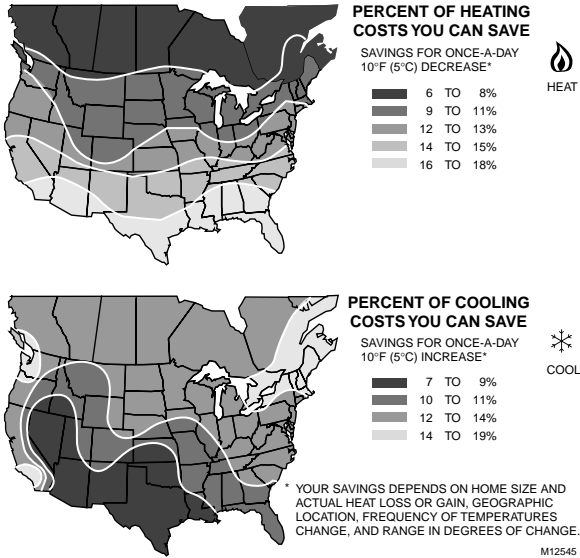 PERCENT OF HEATING
COSTS YOU CAN SAVE
SAVINGS FOR ONCE-A-DAY
10°F (5°C) DECREASE*
HEAT
6 TO 8%
9 TO 11%
12 TO 13%
14 TO 15%
16 TO 18%
PERCENT OF COOLING
COSTS YOU CAN SAVE
SAVINGS FOR ONCE-A-DAY
10°F (5°C) INCREASE*
COOL
7 TO 9%
10 TO 11%
12 TO 14%
14 TO 19%
* YOUR SAVINGS DEPENDS ON HOME SIZE AND
ACTUAL HEAT LOSS OR GAIN, GEOGRAPHIC
LOCATION, FREQUENCY OF TEMPERATURES
CHANGE, AND RANGE IN DEGREES OF CHANGE.
M12545